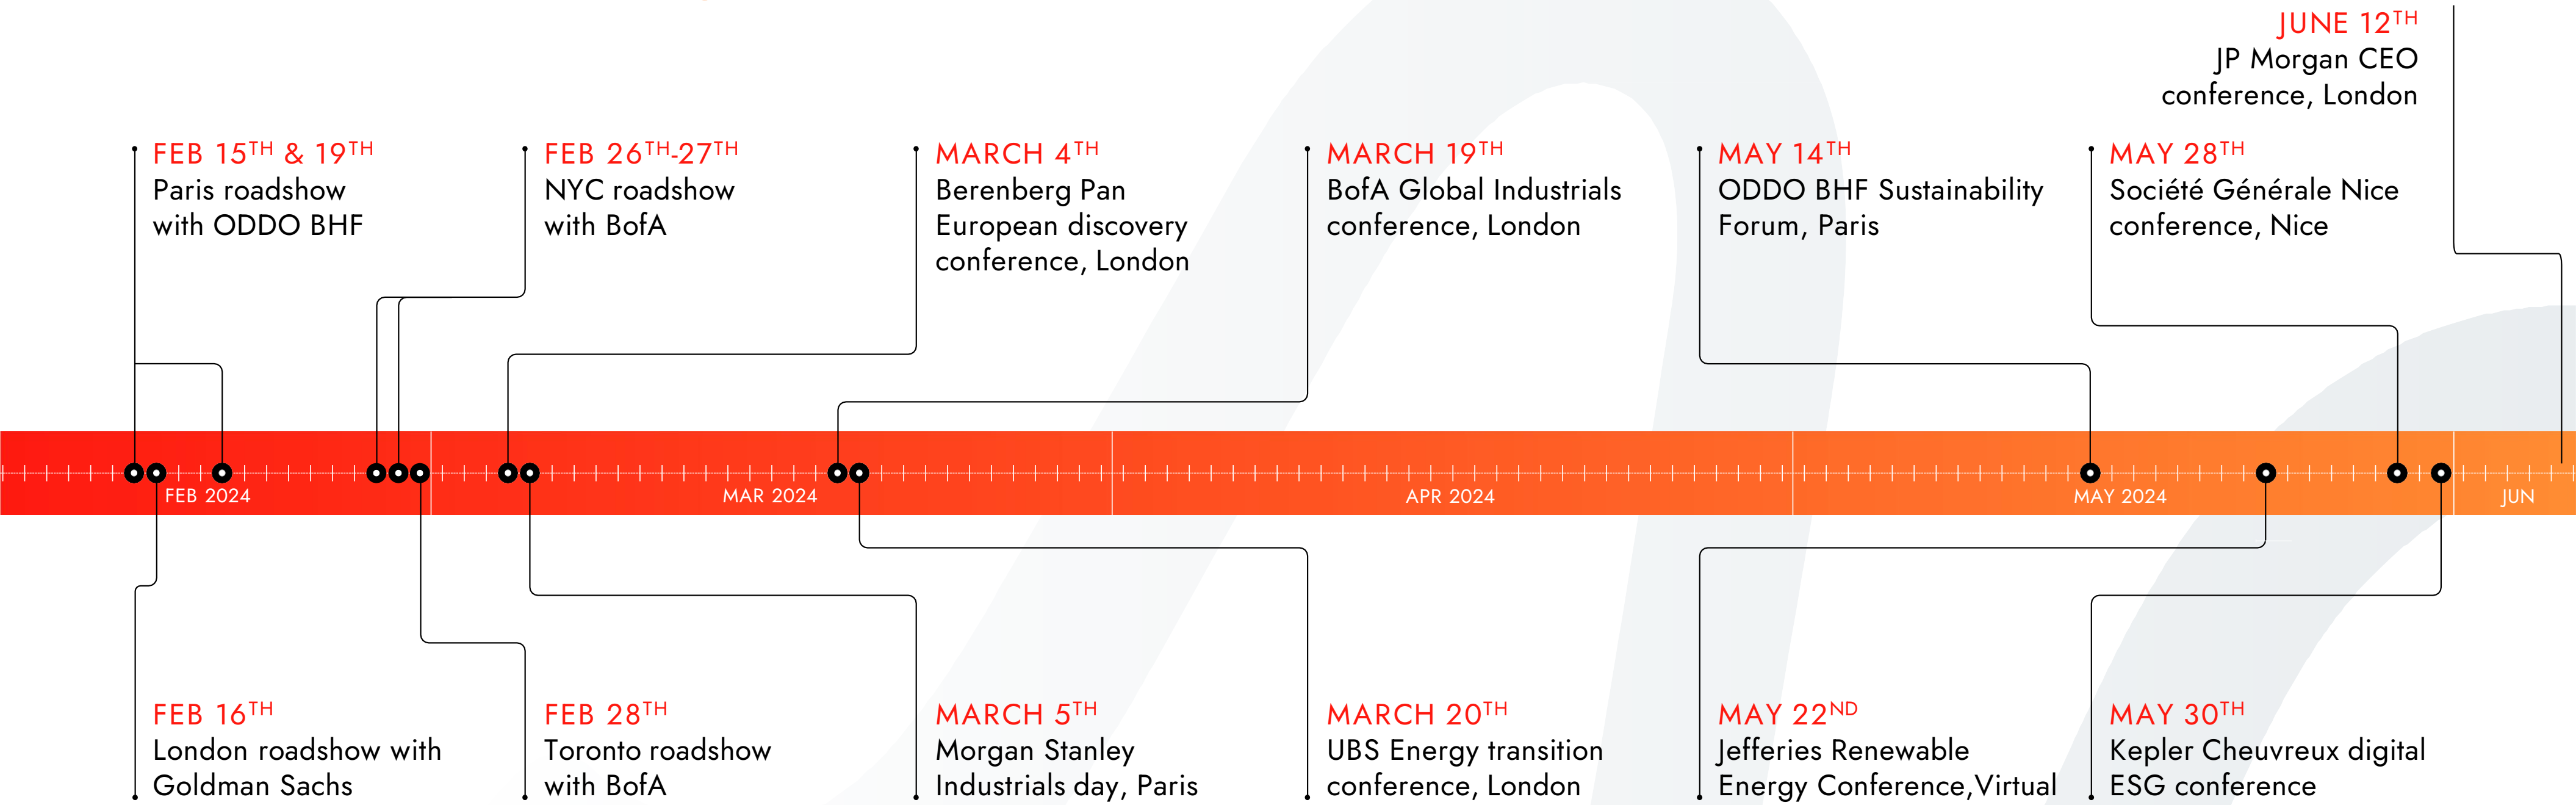 JUNE 12TH
JP Morgan CEO
conference, London
FEB 15TH & 19TH
Paris roadshow
with ODDO BHF
FEB 26TH-27TH
NYC roadshow
with BofA
MARCH 4TH
Berenberg Pan
European discovery
conference, London
MARCH 19TH
BofA Global Industrials
conference, London
MAY 14TH
ODDO BHF Sustainability
Forum, Paris
MAY 28TH
Société Générale Nice
conference, Nice
FEB 2024
MAR 2024
APR 2024
MAY 2024
JUN
FEB 16TH
London roadshow with
Goldman Sachs
FEB 28TH
Toronto roadshow
with BofA
MARCH 5TH
Morgan Stanley
Industrials day, Paris
MARCH 20TH
UBS Energy transition
conference, London
MAY 22ND
Jefferies Renewable
Energy Conference,Virtual
MAY 30TH
Kepler Cheuvreux digital
ESG conference